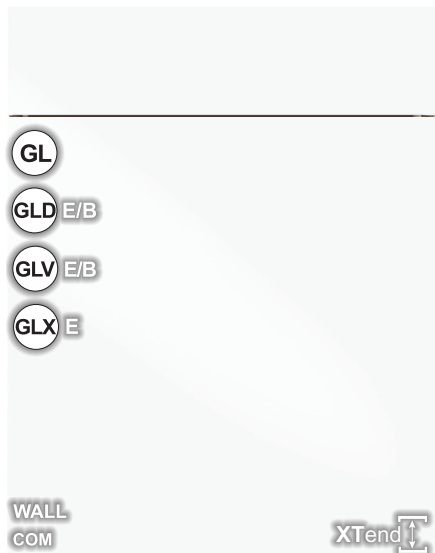 GL
GLD E/B
GLV E/B
GLX E
WALL
COM
XTend